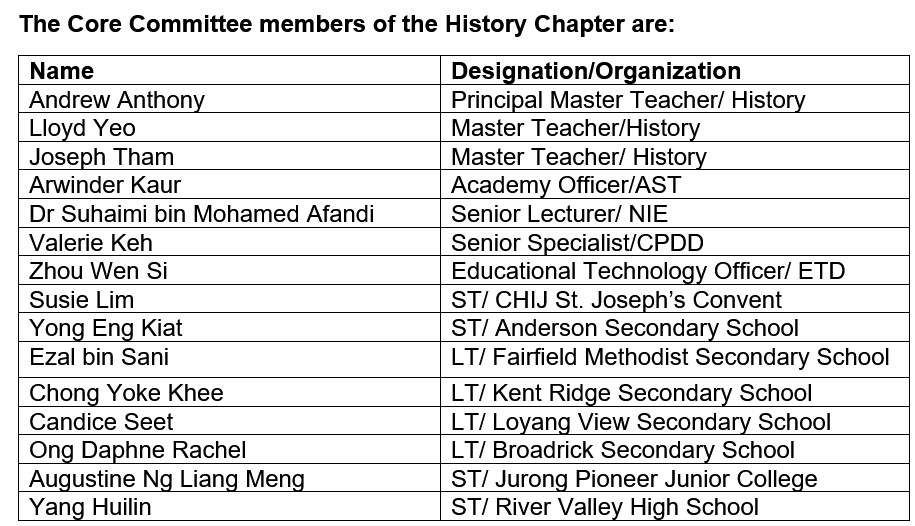 The Core Committee members of the History Chapter are:
Name Designation/Organization
Andrew Anthony Principal Master Teacher/ History
Lloyd Yeo Master Teacher/History
Joseph Tham Master Teacher/ History
Arwinder Kaur Academy Officer/AST
Dr Suhaimi bin Mohamed Afandi Senior Lecturer/ NIE
Valerie Keh Senior Specialist/CPDD
Zhou Wen Si Educational Technology Officer/ ETD
Susie Lim ST/ CHIJ St. Joseph’s Convent
Yong Eng Kiat ST/ Anderson Secondary School
Ezal bin Sani LT/ Fairfield Methodist Secondary School
Chong Yoke Khee LT/ Kent Ridge Secondary School
Candice Seet LT/ Loyang View Secondary School
Ong Daphne Rachel LT/ Broadrick Secondary School
Augustine Ng Liang Meng ST/ Jurong Pioneer Junior College
Yang Huilin ST/ River Valley High School